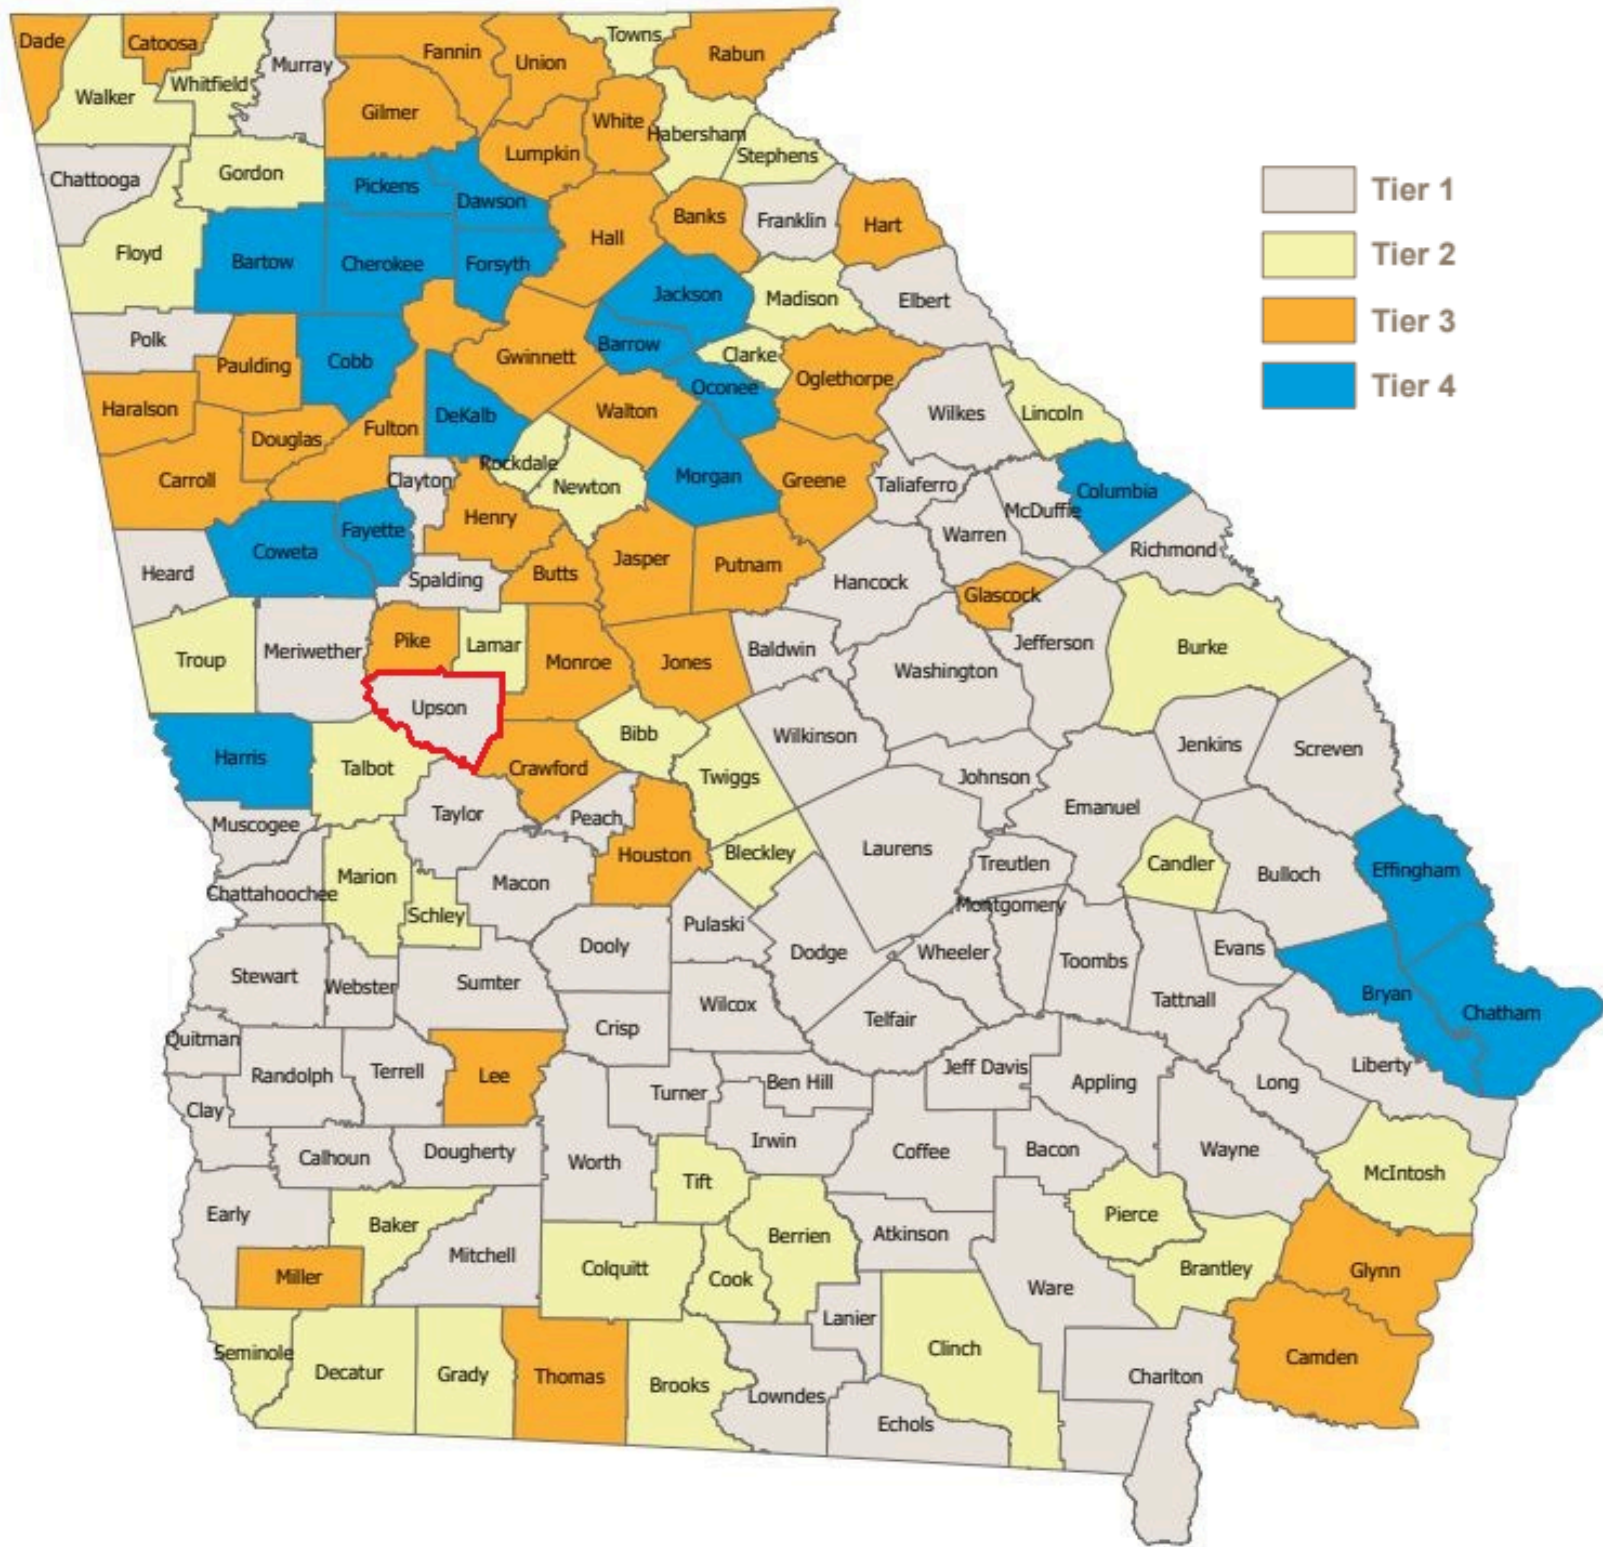 Dade
Catoosa
Fannin
Union
Towns
Rabun
Murray
Walker
Whitfield
Gilmer
White
Habersham
Lumpkin
Stephens
Chattooga
Gordon
Pickens
Dawson
Banks
Franklin
Hart
Hall
Floyd
Bartow
Cherokee
Forsyth
Jackson
Madison
Elbert
Polk
Paulding
Cobb
Gwinnett
Barrow
Clarke
Oconee
Oglethorpe
Haralson
Douglas
Fulton
DeKalb
Walton
Wilkes
Lincoln
Carroll
Clayton
Rockdale
Newton
Morgan
Greene
Taliaferro
McDuffie
Columbia
Coweta
Fayette
Henry
Warren
Richmond
Heard
Spalding
Butts
Jasper
Putnam
Hancock
Glascock
Jefferson
Burke
Troup
Meriwether
Pike
Lamar
Monroe
Jones
Baldwin
Washington
Upson
Bibb
Wilkinson
Jenkins
Screven
Harris
Talbot
Crawford
Twiggs
Johnson
Emanuel
Muscogee
Taylor
Peach
Houston
Bleckley
Laurens
Treutlen
Candler
Bulloch
Effingham
Chattahoochee
Marion
Schley
Macon
Montgomery
Dooly
Pulaski
Dodge
Wheeler
Toombs
Evans
Stewart
Webster
Sumter
Wilcox
Tattnall
Bryan
Chatham
Crisp
Telfair
Quitman
Randolph
Terrell
Lee
Turner
Ben Hill
Jeff Davis
Appling
Long
Liberty
Clay
Calhoun
Dougherty
Worth
Irwin
Coffee
Bacon
Wayne
Tift
McIntosh
Early
Baker
Mitchell
Berrien
Atkinson
Pierce
Miller
Colquitt
Cook
Ware
Brantley
Glynn
Lanier
Seminole
Decatur
Grady
Thomas
Brooks
Clinch
Charlton
Camden
Lowndes
Echols
Tier 1
Tier 2
Tier 3
Tier 4